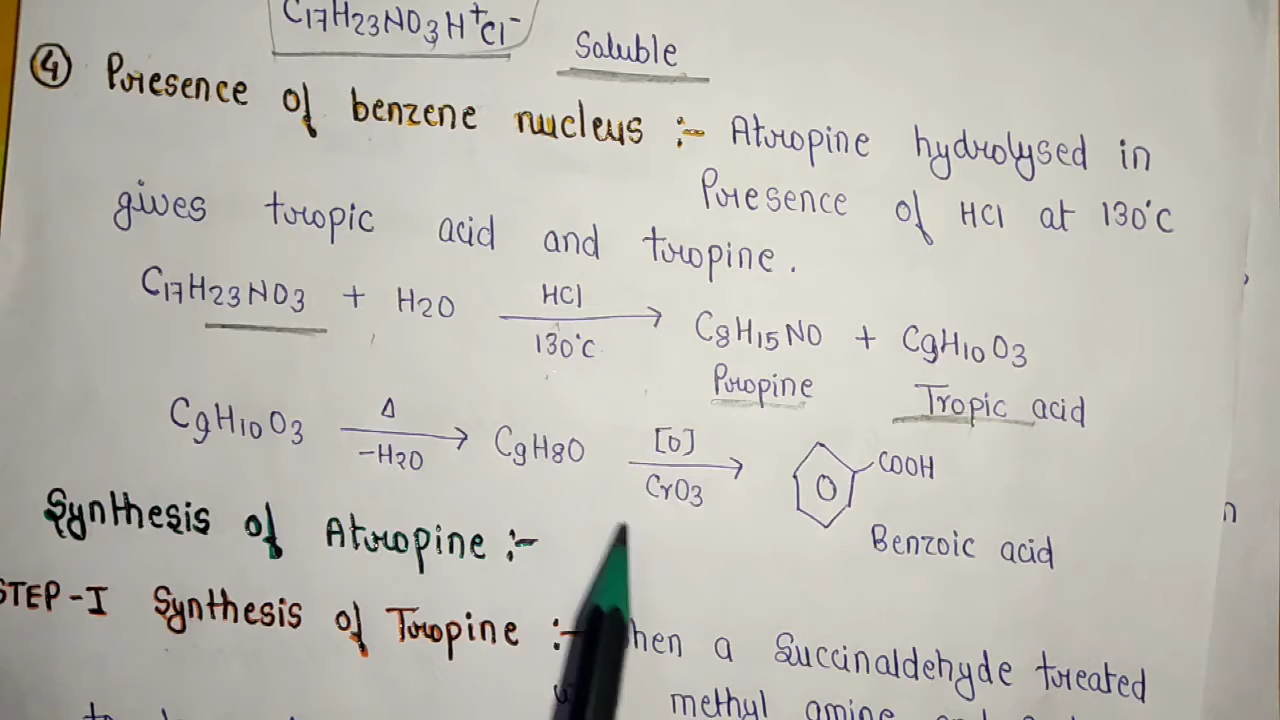 C17H23NO3H+Cl-
Soluble
④ Presence of benzene nucleus :- Atropine hydrolysed in
Presence of HCl at 130°C
gives tropic acid and tropine.
C17H23NO3 + H2O HCl 130°C → C8H15NO + C9H10O3
Propine Tropic acid
C9H10O3 Δ -H2O → C9H8O [O] CrO3 → COOH
Benzoic acid
Synthesis of Atropine :-
STEP-I Synthesis of Tropine :- hen a Succinaldehyde treated
methyl amine